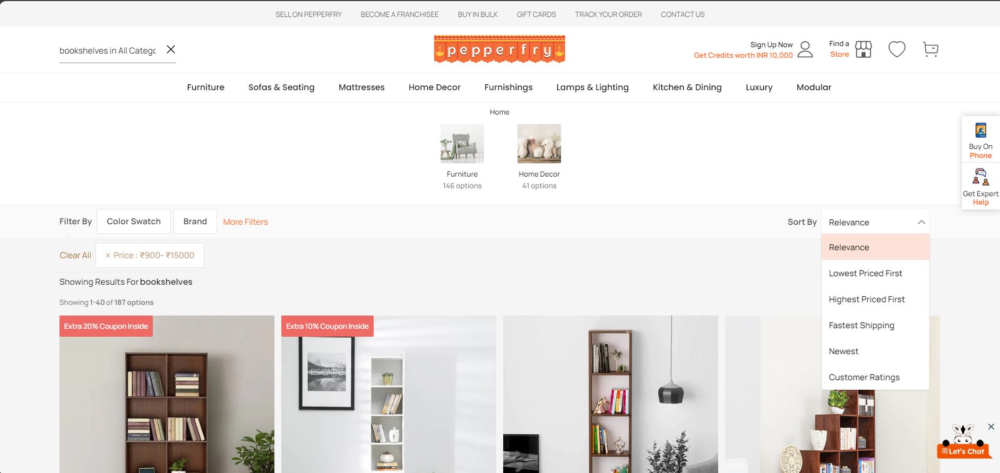 SELL ON PEPPERFRY BECOME A FRANCHISEE BUY IN BULK GIFT CARDS TRACK YOUR ORDER CONTACT US
bookshelves in All Catego
pepperfry
Sign Up Now
Get Credits worth INR 10,000
Find a
Store
Furniture Sofas & Seating Mattresses Home Decor Furnishings Lamps & Lighting Kitchen & Dining Luxury Modular
Home
Furniture
146 options
Home Decor
41 options
Buy On
Phone
Get Expert
Help
Filter By Color Swatch Brand More Filters
Sort By Relevance
Relevance
Lowest Priced First
Highest Priced First
Fastest Shipping
Newest
Customer Ratings
Clear All × Price : ₹900- ₹15000
Showing Results For bookshelves
Showing 1-40 of 187 options
Extra 20% Coupon Inside
Extra 10% Coupon Inside
ESCAPE
Let's Chat